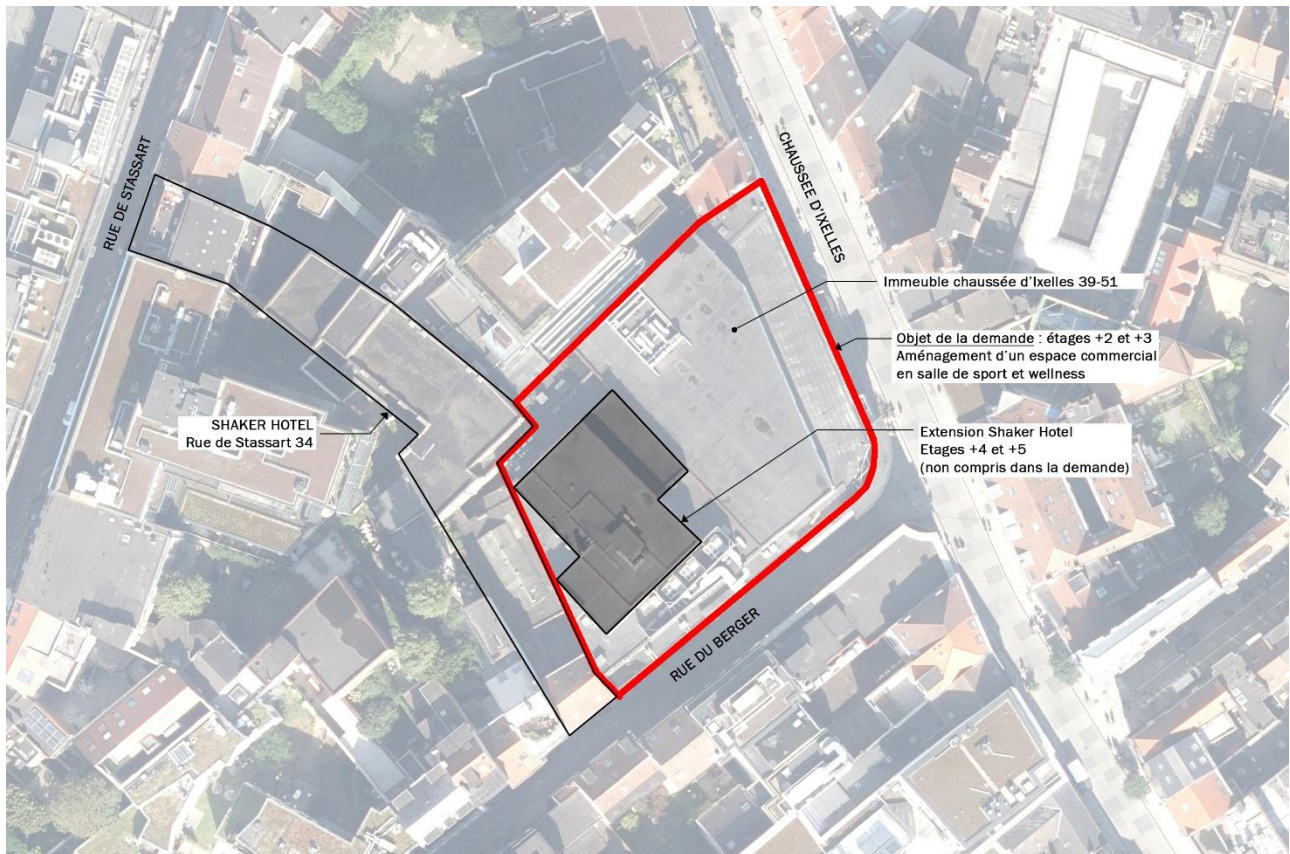 RUE DE STASSART
CHAUSSEE D'IXELLES
Immeuble chaussée d'Ixelles 39-51
Objet de la demande : étages +2 et +3
Aménagement d'un espace commercial
en salle de sport et wellness
SHAKER HOTEL
Rue de Stassart 34
Extension Shaker Hotel
Etages +4 et +5
(non compris dans la demande)
RUE DU BERGER